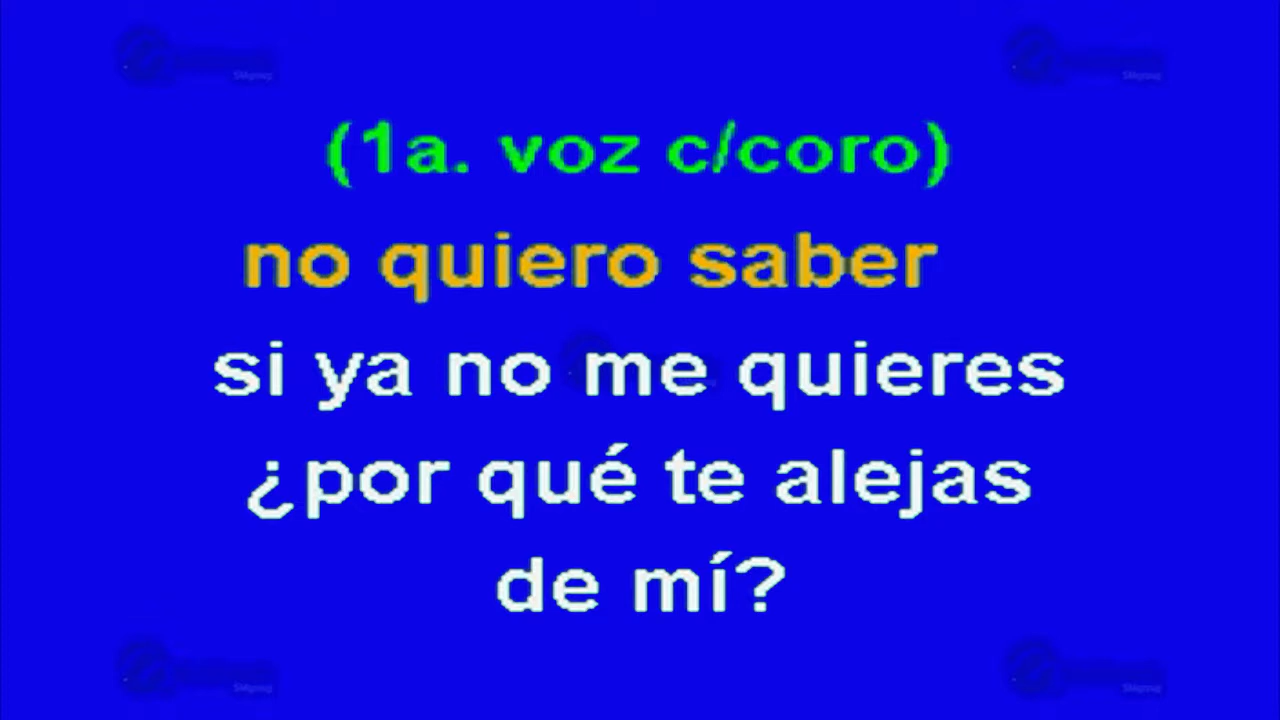 (1a. voz c/coro)
no quiero saber
si ya no me quieres
¿por qué te alejas
de mí?